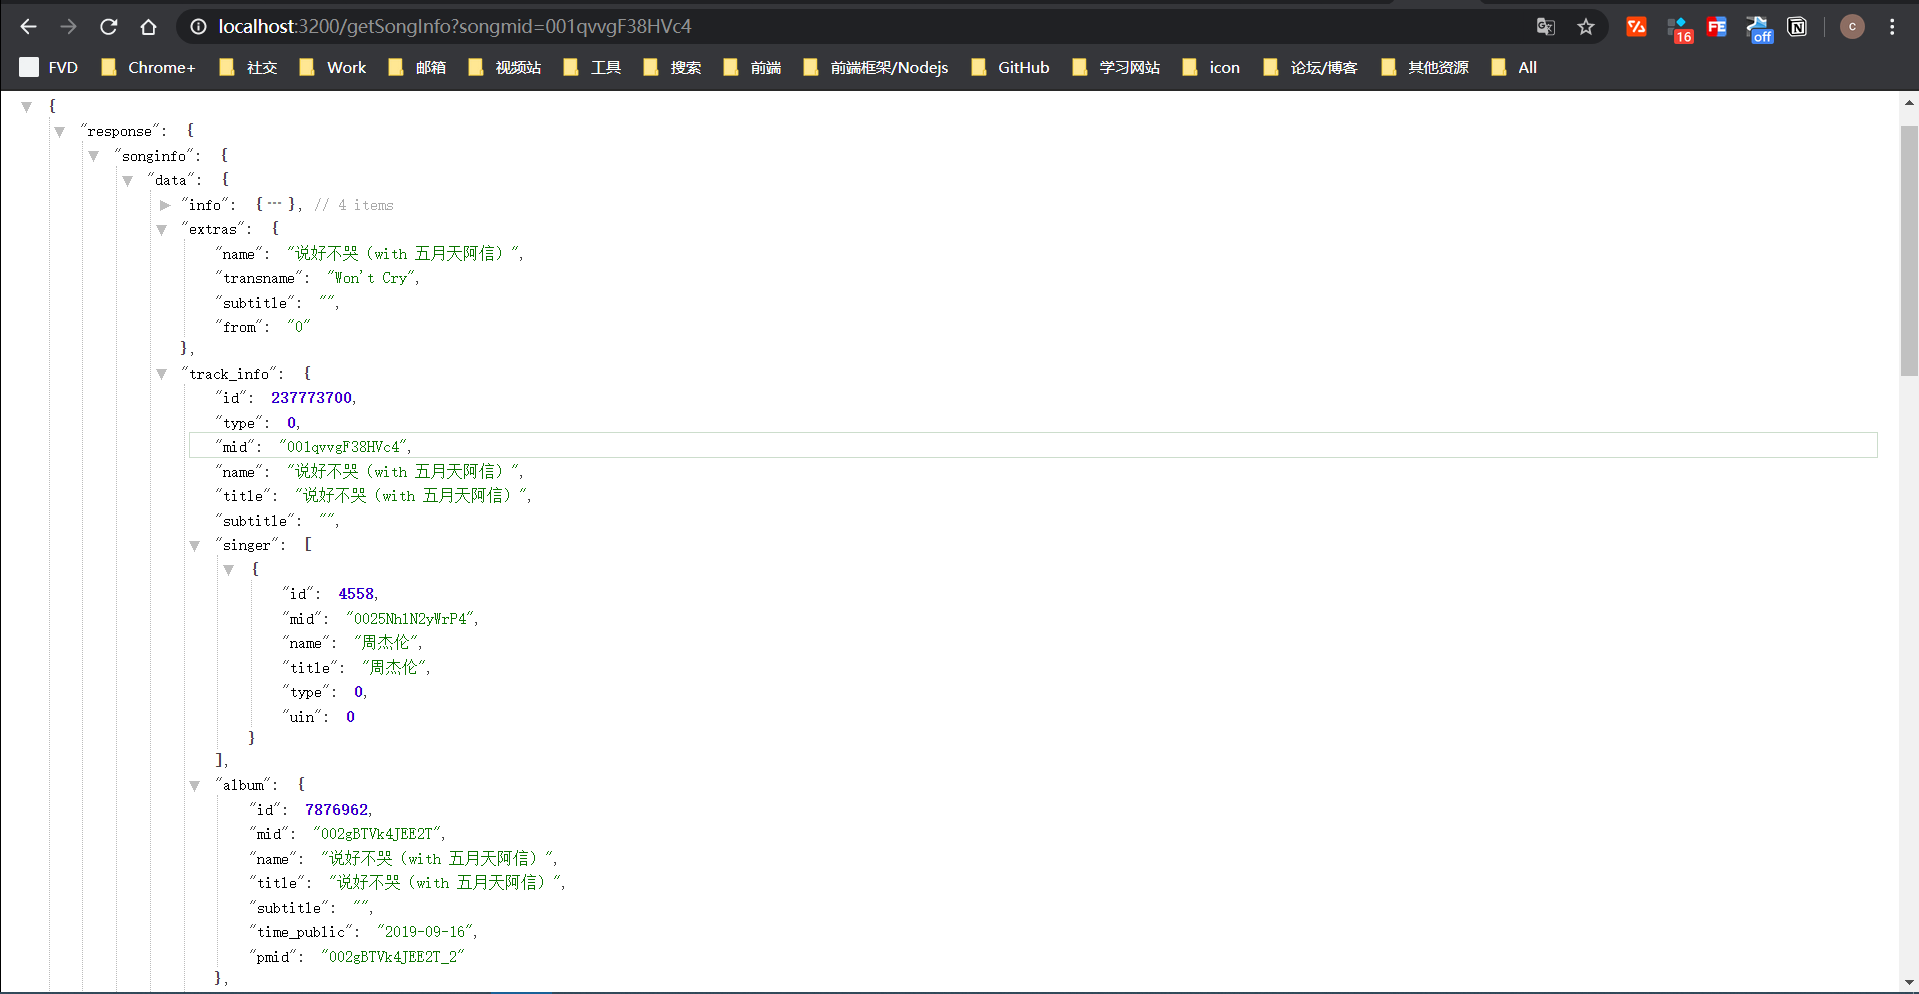 localhost:3200/getSongInfo?songmid=001qvvgF38HVc4
16
FE
off
c
FVD Chrome+ 社交 Work 邮箱 视频站 工具 搜索 前端 前端框架/Nodejs GitHub 学习网站 icon 论坛/博客 其他资源 All
{
"response": {
"songinfo": {
"data": {
"info": {...}, // 4 items
"extras": {
"name": "说好不哭（with 五月天阿信）",
"transname": "Won't Cry",
"subtitle": "",
"from": "0"
},
"track_info": {
"id": 237773700,
"type": 0,
"mid": "001qvvgF38HVc4",
"name": "说好不哭（with 五月天阿信）",
"title": "说好不哭（with 五月天阿信）",
"subtitle": "",
"singer": [
{
"id": 4558,
"mid": "0025NhlN2yWrP4",
"name": "周杰伦",
"title": "周杰伦",
"type": 0,
"uin": 0
}
],
"album": {
"id": 7876962,
"mid": "002gBTVk4JEE2T",
"name": "说好不哭（with 五月天阿信）",
"title": "说好不哭（with 五月天阿信）",
"subtitle": "",
"time_public": "2019-09-16",
"pmid": "002gBTVk4JEE2T_2"
},